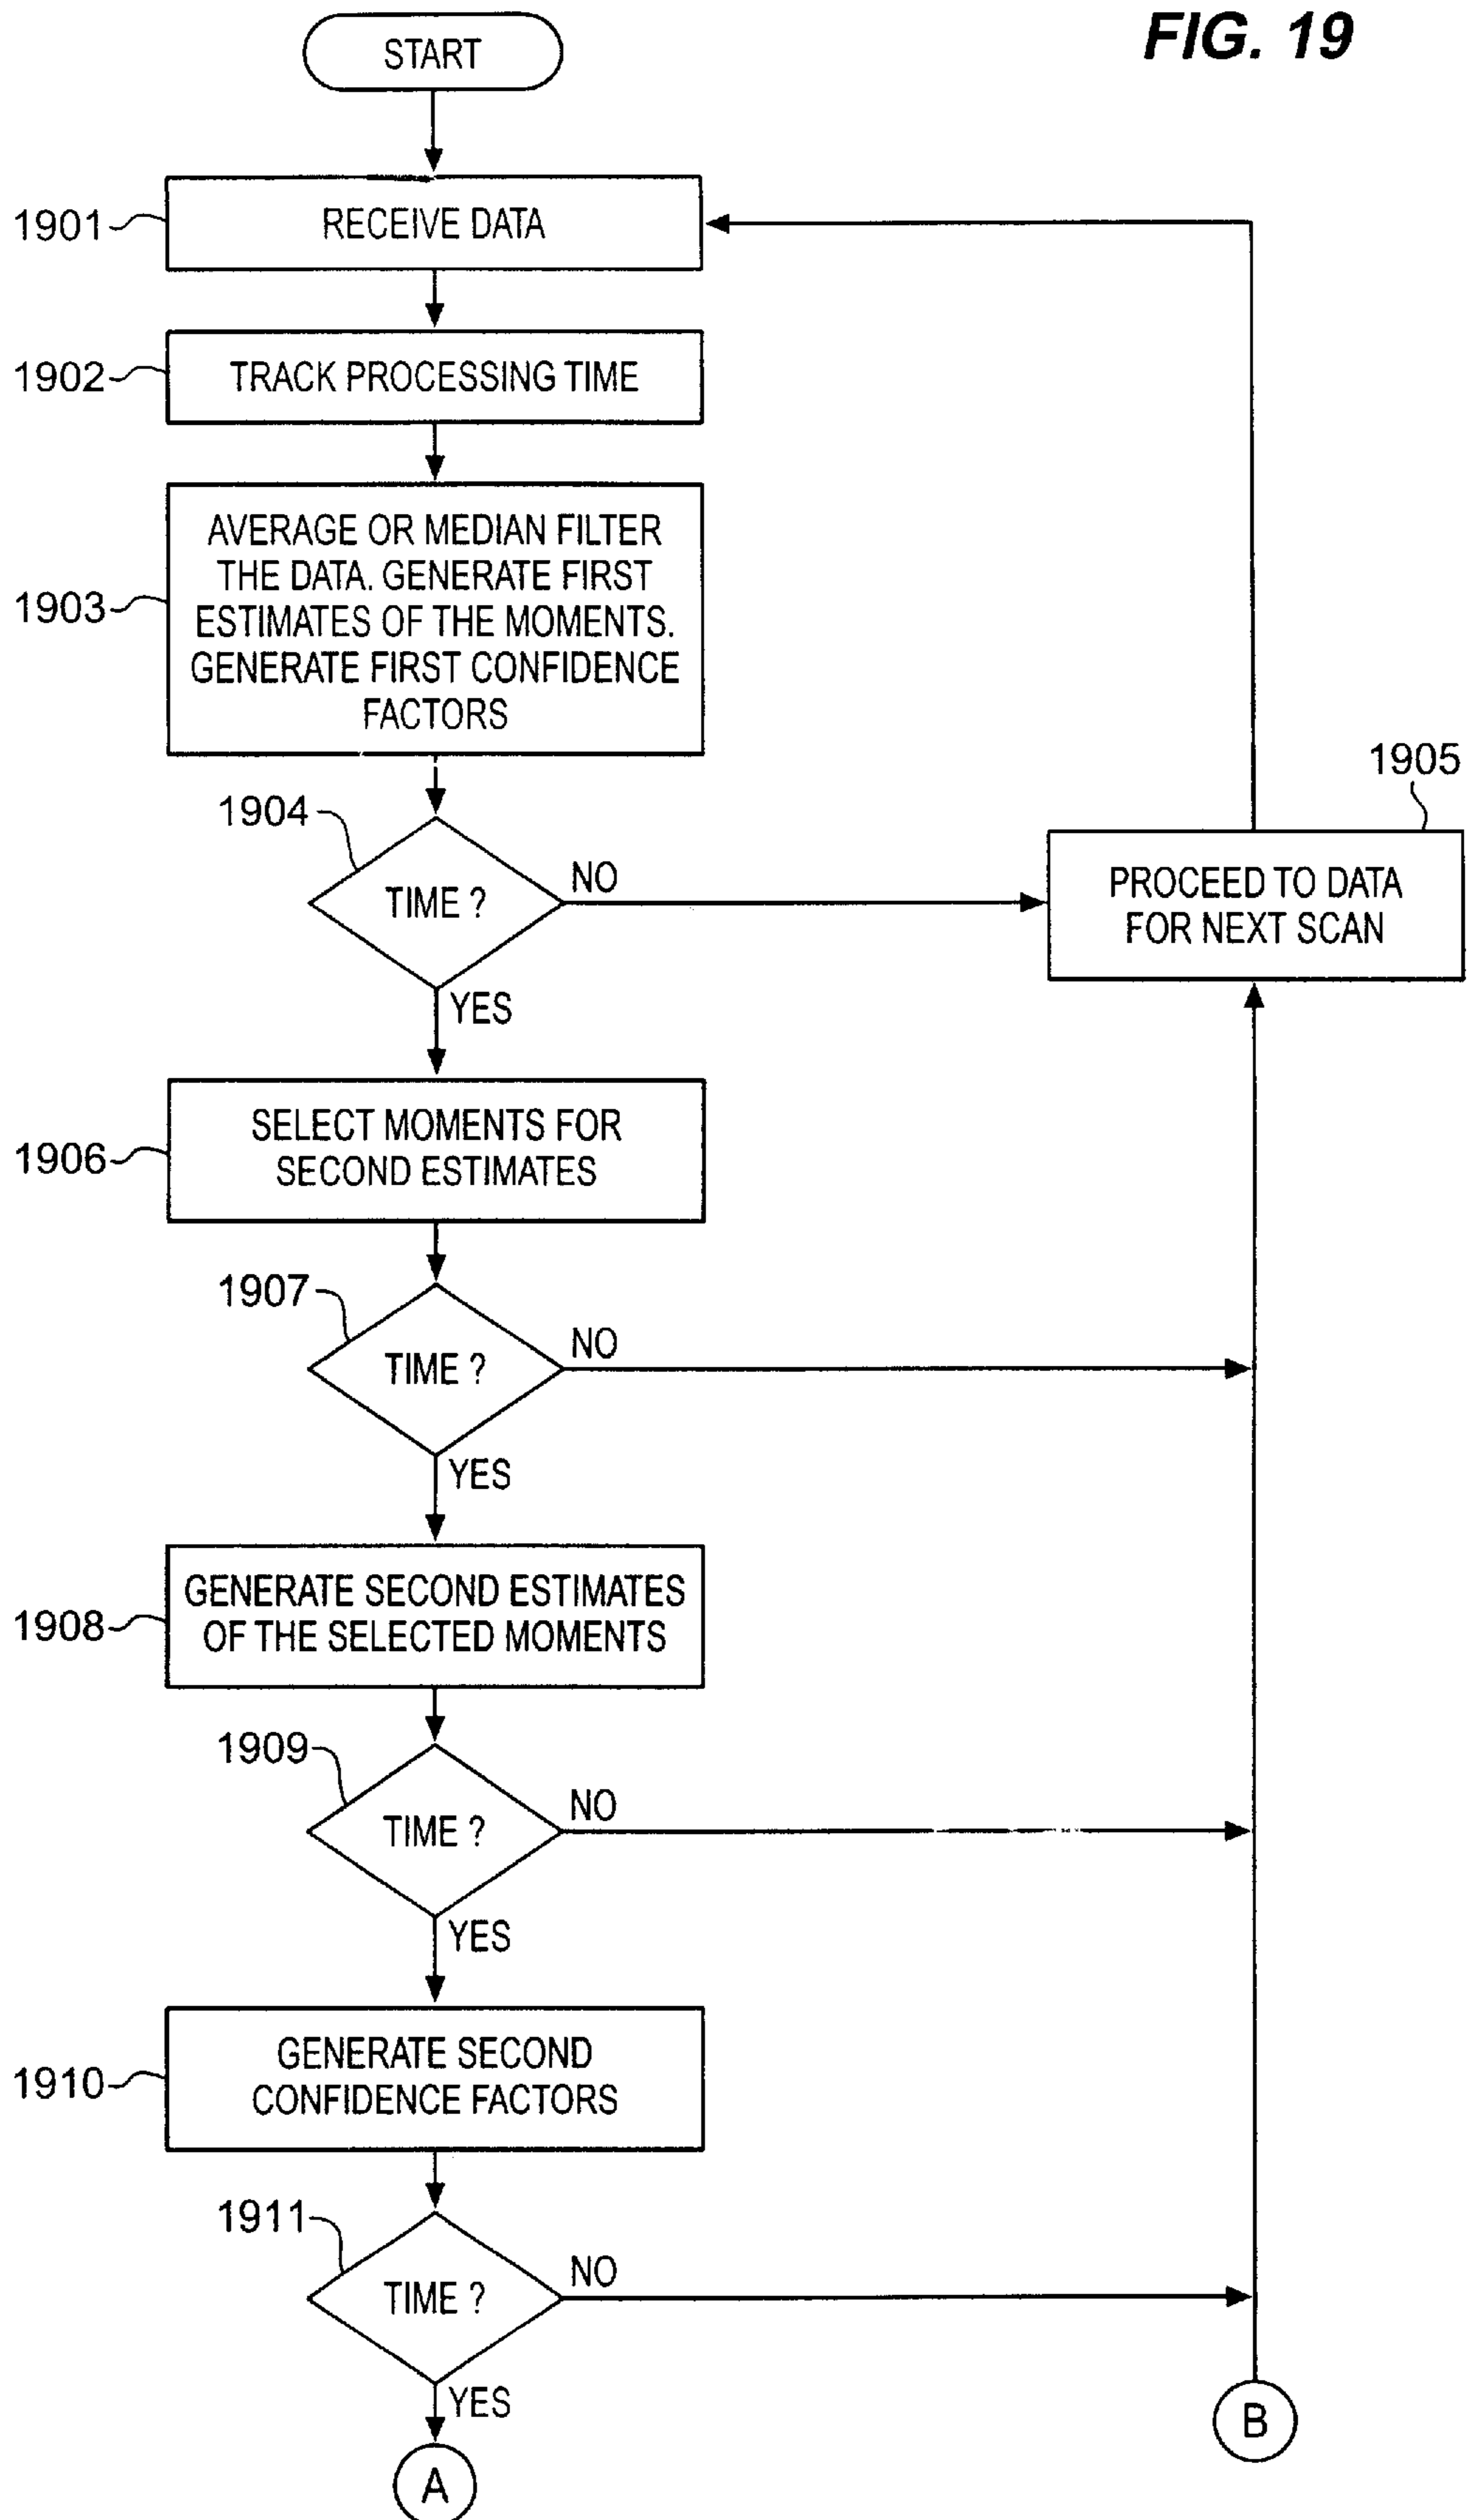 FIG. 19
START
1901
RECEIVE DATA
1902
TRACK PROCESSING TIME
1903
AVERAGE OR MEDIAN FILTER
THE DATA. GENERATE FIRST
ESTIMATES OF THE MOMENTS.
GENERATE FIRST CONFIDENCE
FACTORS
1904
TIME ?
NO
YES
1905
PROCEED TO DATA
FOR NEXT SCAN
1906
SELECT MOMENTS FOR
SECOND ESTIMATES
1907
TIME ?
NO
YES
1908
GENERATE SECOND ESTIMATES
OF THE SELECTED MOMENTS
1909
TIME ?
NO
YES
1910
GENERATE SECOND
CONFIDENCE FACTORS
1911
TIME ?
NO
YES
A
B